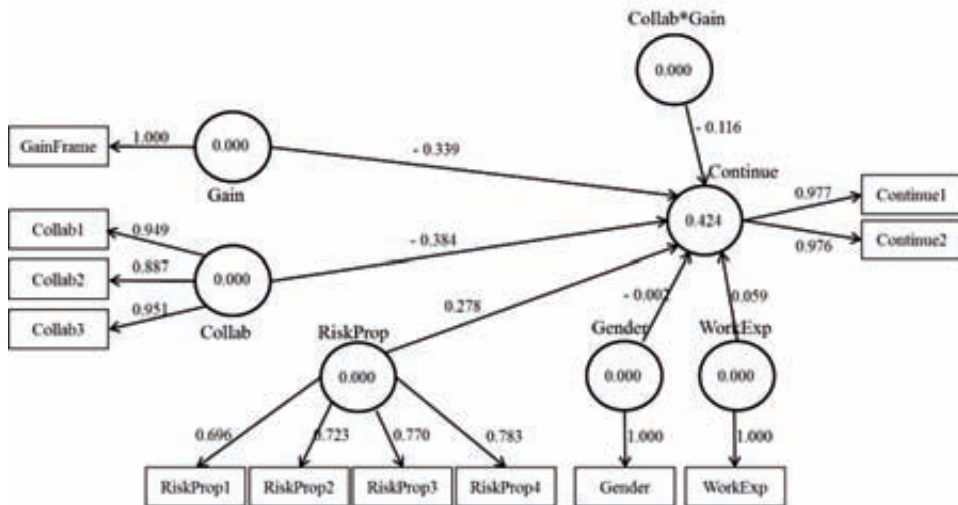 Collab*Gain
0.000
- 0.116
GainFrame
1.000
0.000
Gain
- 0.339
Continue
0.424
0.977
Continue1
0.976
Continue2
Collab1
0.949
Collab2
0.887
Collab3
0.951
0.000
Collab
- 0.384
RiskProp
0.278
0.000
Gender
- 0.002
0.000
WorkExp
0.059
0.000
0.696
0.723
0.770
0.783
1.000
1.000
RiskProp1
RiskProp2
RiskProp3
RiskProp4
Gender
WorkExp